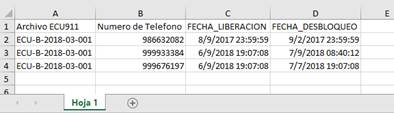 A B C D E
1 Archivo ECU911 Numero de Telefono FECHA_LIBERACION FECHA_DESBLOQUEO
2 ECU-B-2018-03-001 986632082 8/9/2017 23:59:59 9/2/2017 23:59:59
3 ECU-B-2018-03-001 999933384 6/9/2018 19:07:08 7/9/2018 08:40:12
4 ECU-B-2018-03-001 999676197 6/9/2018 19:07:08 7/7/2018 19:07:08
5
Hoja 1